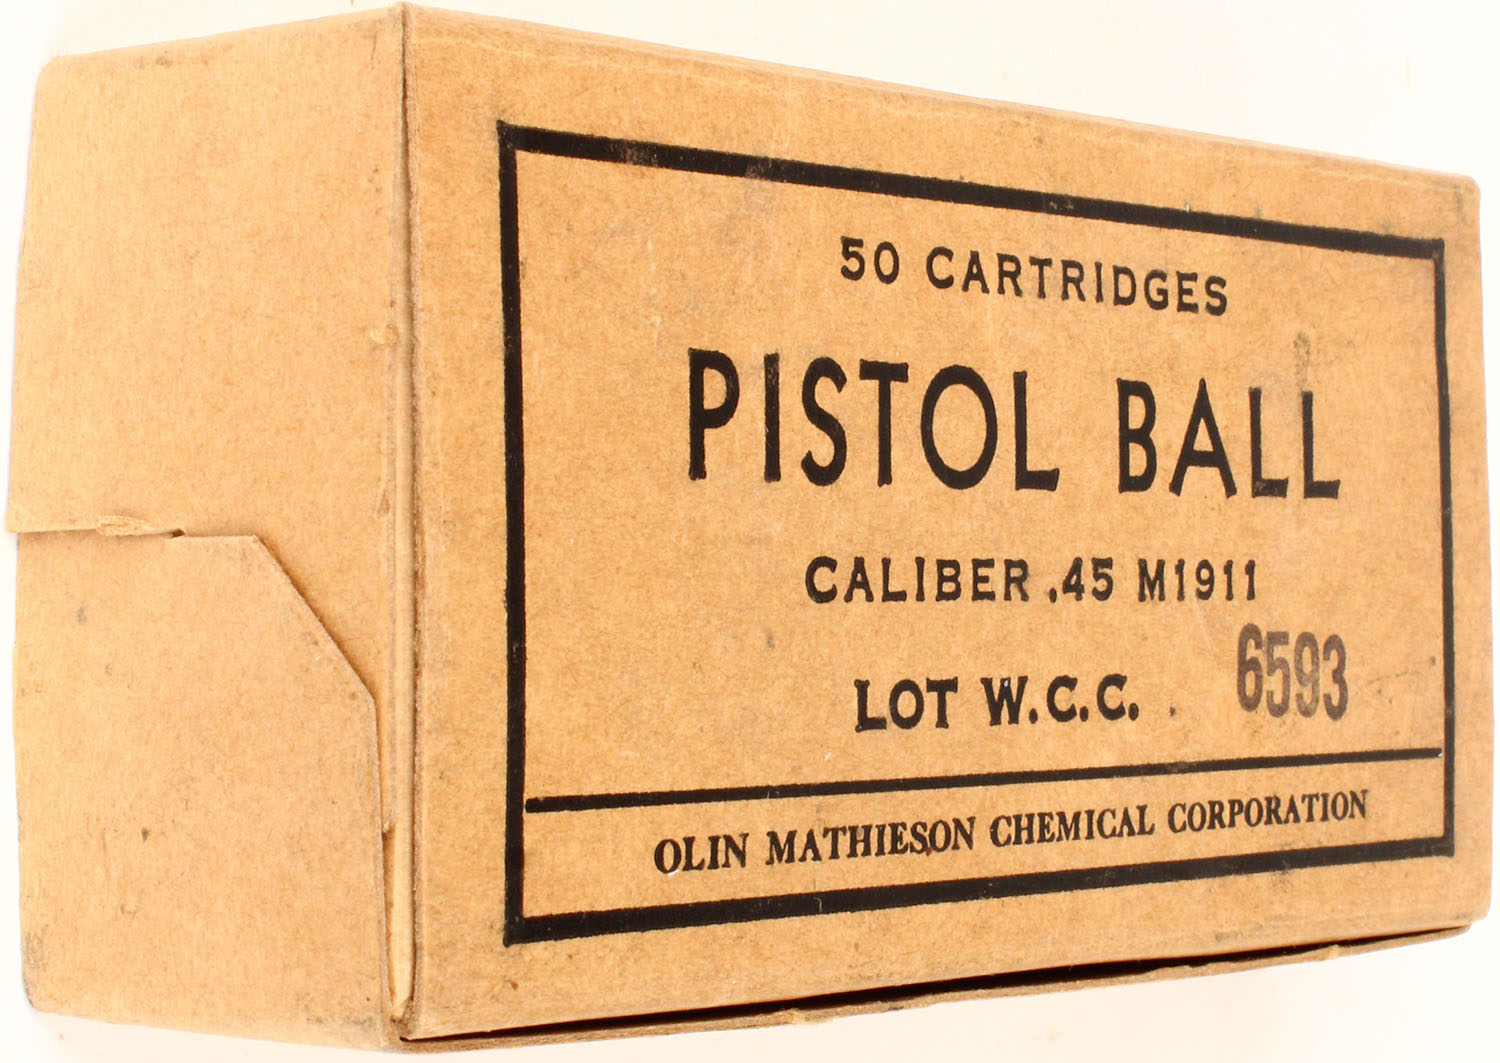 50 CARTRIDGES
PISTOL BALL
CALIBER .45 M1911
LOT W.C.C. 6593
OLIN MATHIESON CHEMICAL CORPORATION